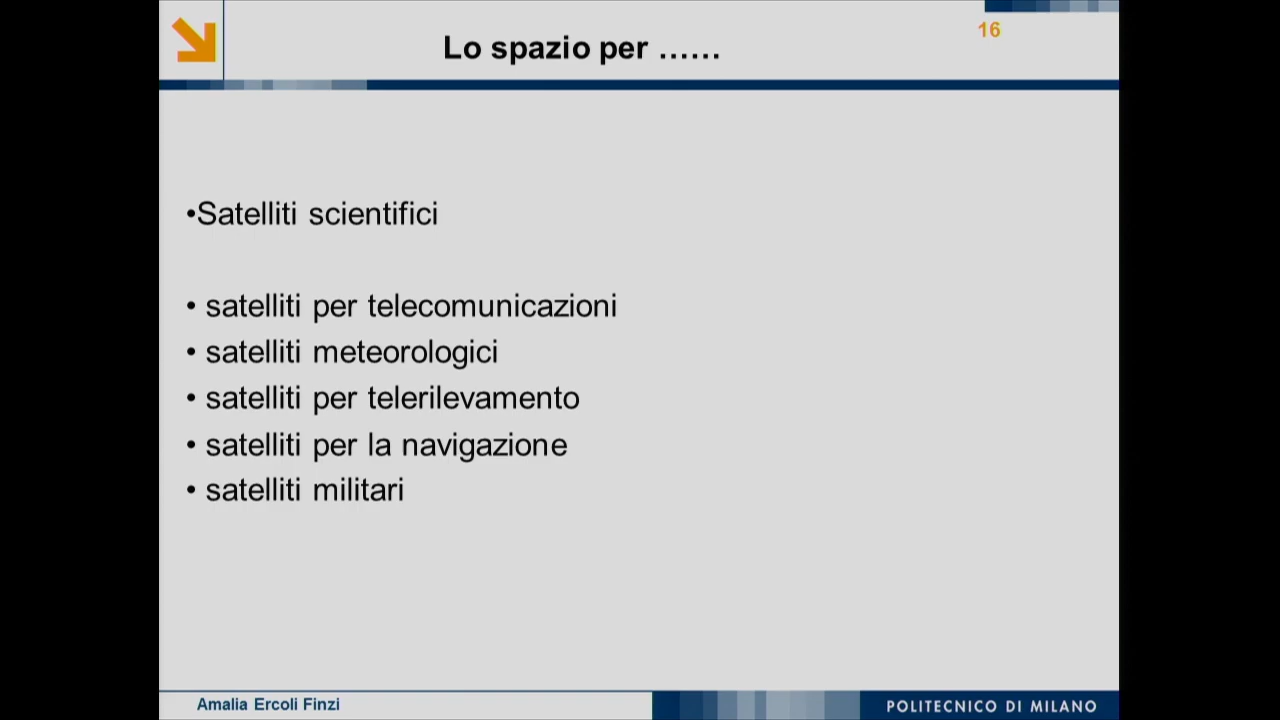 Lo spazio per ......
16
•Satelliti scientifici
• satelliti per telecomunicazioni
• satelliti meteorologici
• satelliti per telerilevamento
• satelliti per la navigazione
• satelliti militari
Amalia Ercoli Finzi
POLITECNICO DI MILANO